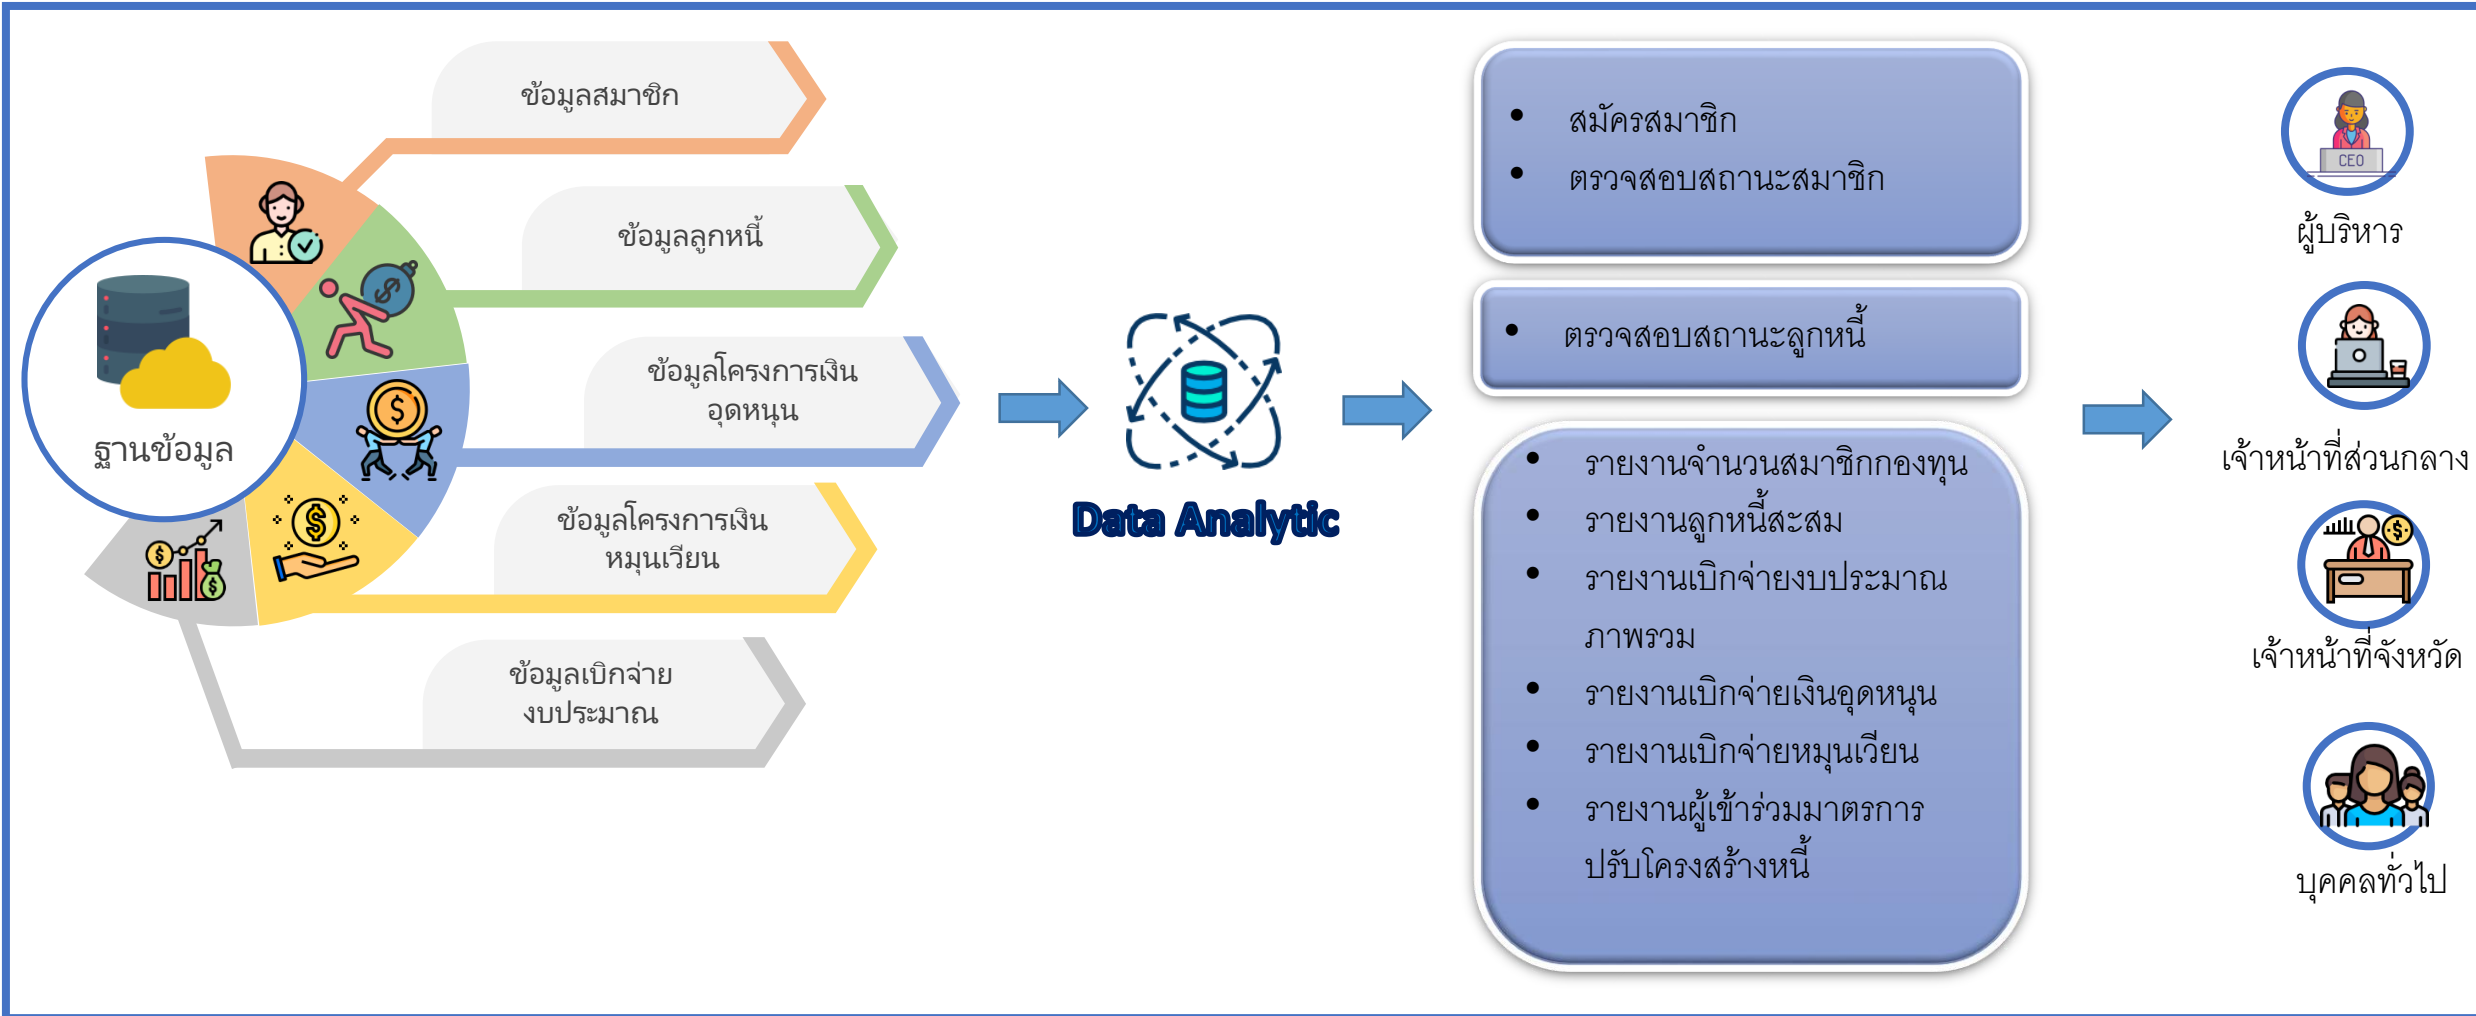 ข้อมูลสมาชิก
ข้อมูลลูกหนี้
ข้อมูลโครงการเงิน
อุดหนุน
ข้อมูลโครงการเงิน
หมุนเวียน
ข้อมูลเบิกจ่าย
งบประมาณ
ฐานข้อมูล
Data Analytic
• สมัครสมาชิก
• ตรวจสอบสถานะสมาชิก
• ตรวจสอบสถานะลูกหนี้
• รายงานจำนวนสมาชิกกองทุน
• รายงานลูกหนี้สะสม
• รายงานเบิกจ่ายงบประมาณ
ภาพรวม
• รายงานเบิกจ่ายเงินอุดหนุน
• รายงานเบิกจ่ายหมุนเวียน
• รายงานผู้เข้าร่วมมาตรการ
ปรับโครงสร้างหนี้
CEO
ผู้บริหาร
เจ้าหน้าที่ส่วนกลาง
เจ้าหน้าที่จังหวัด
บุคคลทั่วไป